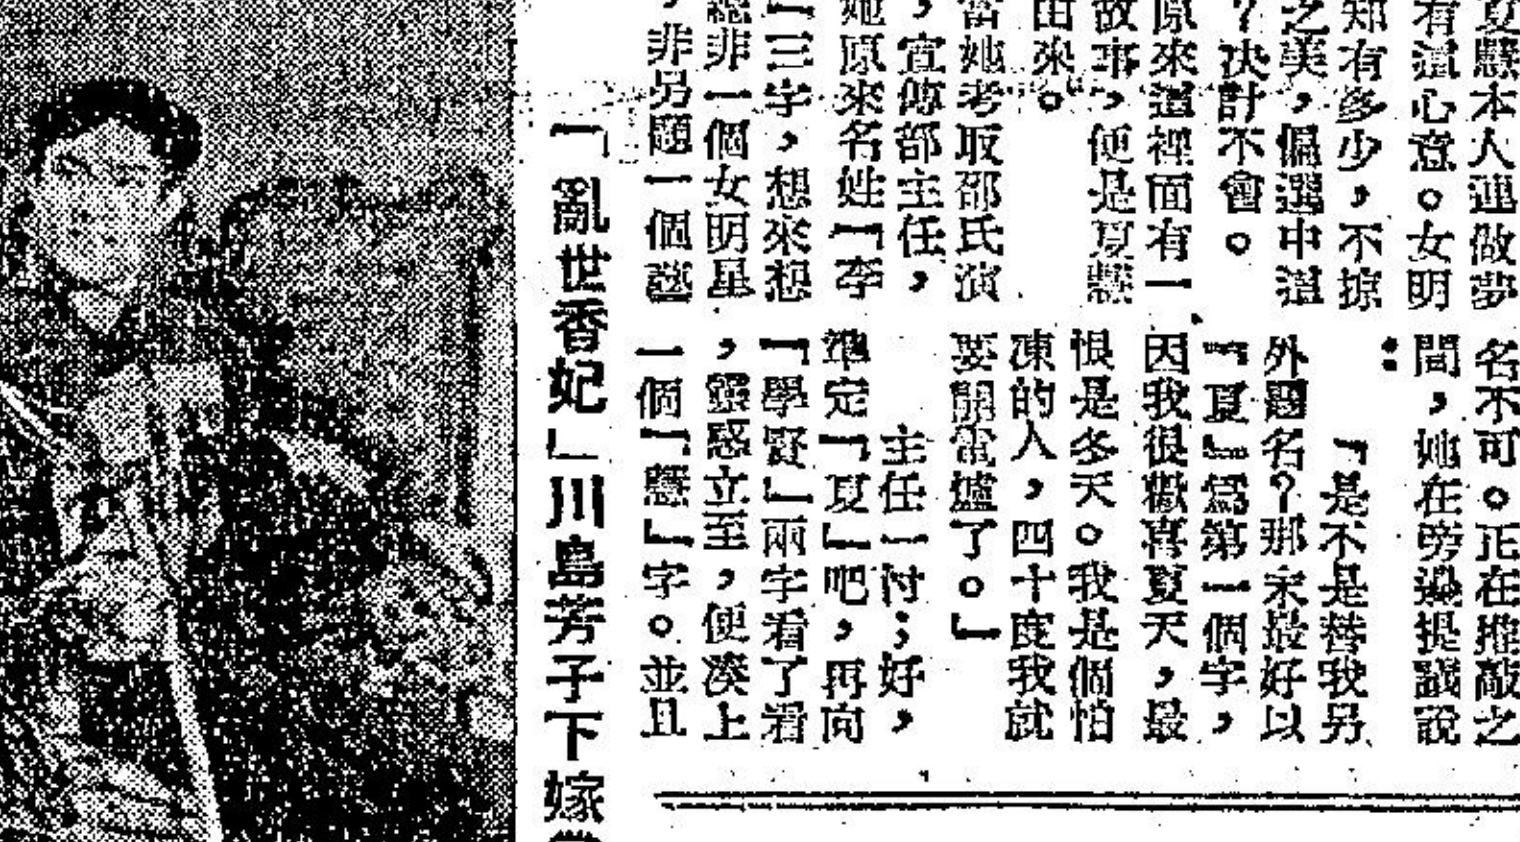 夏慧本人連做夢
有這心意。女明
知有多少,不掠
之美,偏選中這
?決計不會。
原來這裡面有一
故事,便是夏慧
由來。
當她考取邵氏演
,宣傳部主任,
她原來名姓「李
」三字,想來想
總非一個女明星
,非另題一個藝
名不可。正在推敲之
間,她在旁邊提議說
:
「是不是替我另
外題名?那末最好以
「夏」爲第一個字,
因我很歡喜夏天,最
恨是冬天。我是個怕
凍的人,四十度我就
要開電爐了。」
主任一忖;好,
準定「夏」吧,再向
「學賢」兩字看了看
,靈感立至,便湊上
一個「慧」字。並且
「亂世香妃」川島芳子下嫁